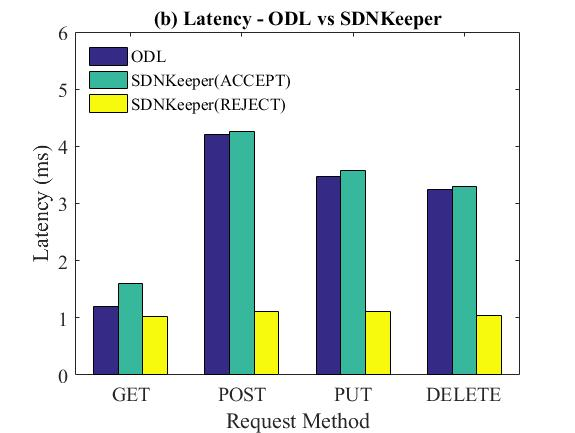 (b) Latency - ODL vs SDNKeeper
ODL
SDNKeeper(ACCEPT)
SDNKeeper(REJECT)
6
5
4
3
2
1
0
Latency (ms)
GET POST PUT DELETE
Request Method